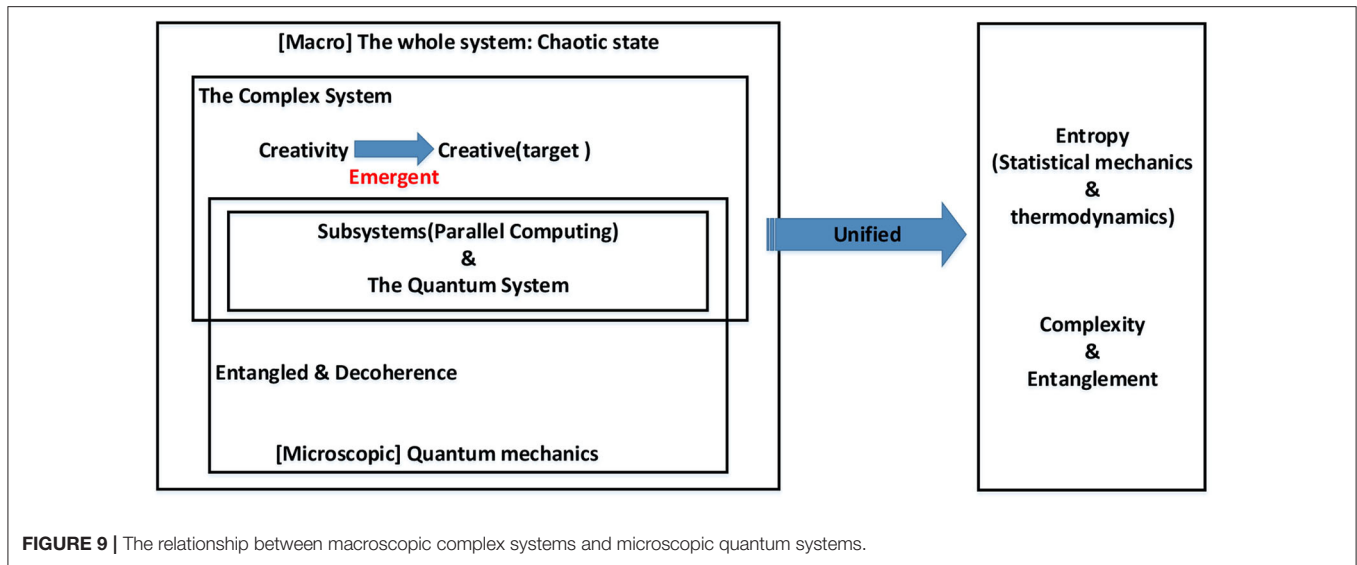 [Macro] The whole system: Chaotic state
The Complex System
Creativity Creative(target )
Emergent
Subsystems(Parallel Computing)
&
The Quantum System
Entangled & Decoherence
[Microscopic] Quantum mechanics
Unified
Entropy
(Statistical mechanics
&
thermodynamics)
Complexity
&
Entanglement
FIGURE 9 | The relationship between macroscopic complex systems and microscopic quantum systems.